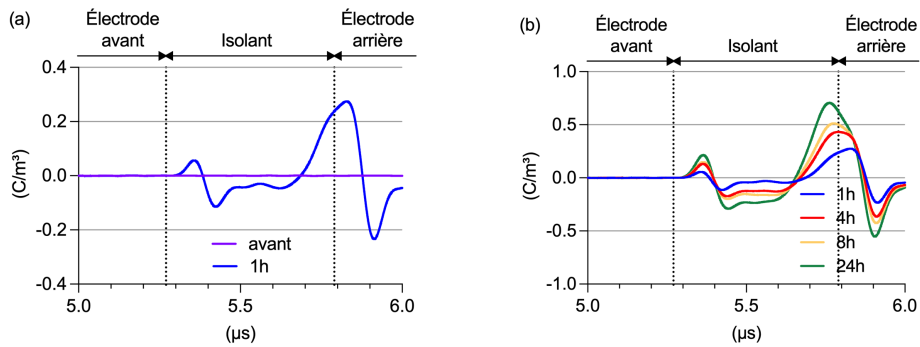 (a)
Électrode
avant
Isolant
Électrode
arrière
0.4
0.2
0.0
-0.2
-0.4
(C/m³)
avant
1h
5.0
5.5
6.0
(µs)
(b)
Électrode
avant
Isolant
Électrode
arrière
1.0
0.5
0.0
-0.5
-1.0
(C/m³)
1h
4h
8h
24h
5.0
5.5
6.0
(µs)